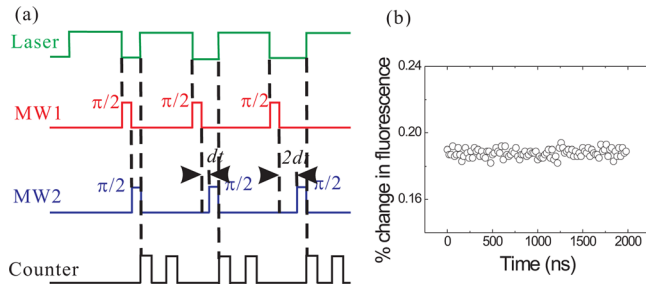 (a)
Laser
MW1
π/2 π/2 π/2
dt 2dt
MW2
π/2 π/2 π/2
Counter
(b)
% change in fluorescence
0.24
0.20
0.16
0 500 1000 1500 2000
Time (ns)